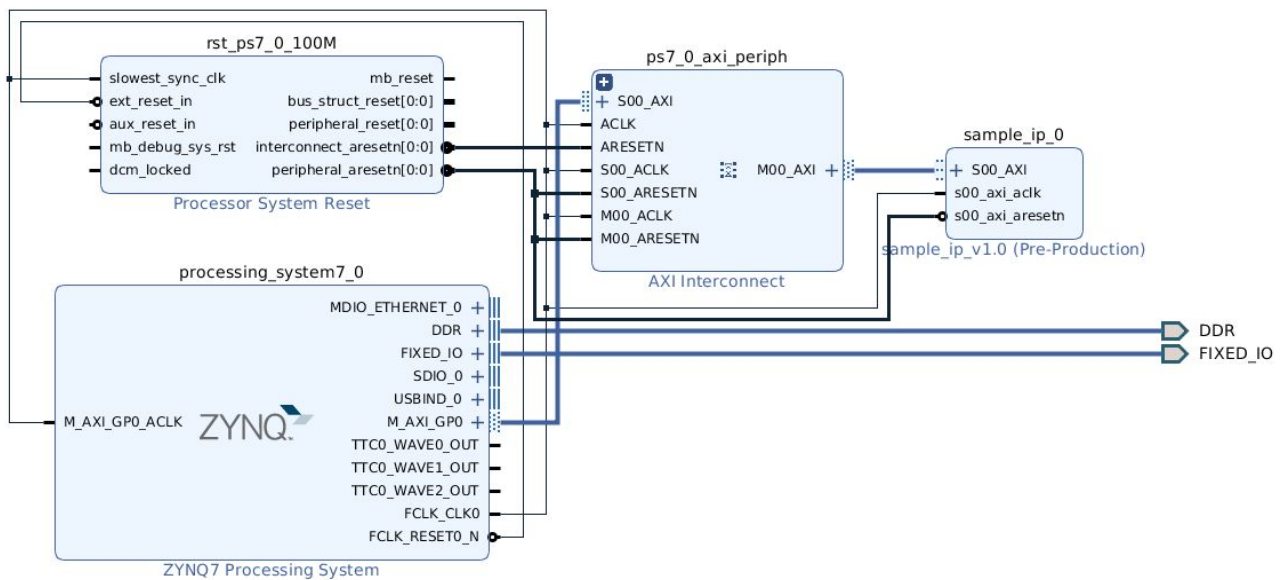 rst_ps7_0_100M
slowest_sync_clk
ext_reset_in
aux_reset_in
mb_debug_sys_rst
dcm_locked
mb_reset
bus_struct_reset[0:0]
peripheral_reset[0:0]
interconnect_aresetn[0:0]
peripheral_aresetn[0:0]
Processor System Reset
ps7_0_axi_periph
S00_AXI
ACLK
ARESETN
S00_ACLK
S00_ARESETN
M00_ACLK
M00_ARESETN
M00_AXI
AXI Interconnect
sample_ip_0
S00_AXI
s00_axi_aclk
s00_axi_aresetn
sample_ip_v1.0 (Pre-Production)
processing_system7_0
M_AXI_GP0_ACLK
ZYNQ
MDIO_ETHERNET_0
DDR
FIXED_IO
SDIO_0
USBIND_0
M_AXI_GP0
TTC0_WAVE0_OUT
TTC0_WAVE1_OUT
TTC0_WAVE2_OUT
FCLK_CLK0
FCLK_RESET0_N
ZYNQ7 Processing System
DDR
FIXED_IO